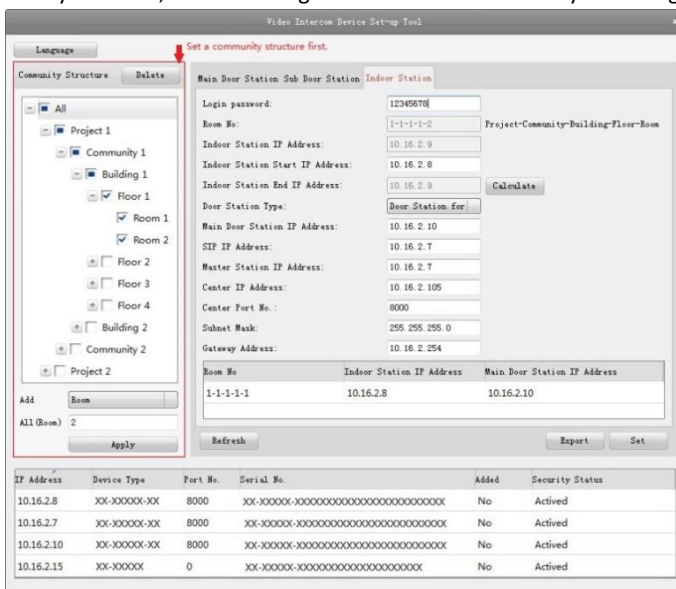 Video Intercom Device Set-up Tool
Language
Set a community structure first.
Community Structure
Delete
All
Project 1
Community 1
Building 1
Floor 1
Room 1
Room 2
Floor 2
Floor 3
Floor 4
Building 2
Community 2
Project 2
Add Room
All(Room) 2
Apply
Main Door Station Sub Door Station Indoor Station
Login password: 12345678
Room No: 1-1-1-1-2 Project-Community-Building-Floor-Room
Indoor Station IP Address: 10.16.2.9
Indoor Station Start IP Address: 10.16.2.8
Indoor Station End IP Address: 10.16.2.9 Calculate
Door Station Type: Door Station for
Main Door Station IP Address: 10.16.2.10
SIP IP Address: 10.16.2.7
Master Station IP Address: 10.16.2.7
Center IP Address: 10.16.2.105
Center Port No.: 8000
Subnet Mask: 255.255.255.0
Gateway Address: 10.16.2.254
Room No Indoor Station IP Address Main Door Station IP Address
1-1-1-1-1 10.16.2.8 10.16.2.10
Refresh Export Set
IP Address Device Type Port No. Serial No. Added Security Status
10.16.2.8 XX-XXXXX-XX 8000 XX-XXXXX-XXXXXXXXXXXXXXXXXXXXXXXXX No Actived
10.16.2.7 XX-XXXXX-XX 8000 XX-XXXXX-XXXXXXXXXXXXXXXXXXXXXXXXX No Actived
10.16.2.10 XX-XXXXX-XX 8000 XX-XXXXX-XXXXXXXXXXXXXXXXXXXXXXXXX No Actived
10.16.2.15 XX-XXXXX 0 XX-XXXXX-XXXXXXXXXXXXXXXXXXXXX No Actived